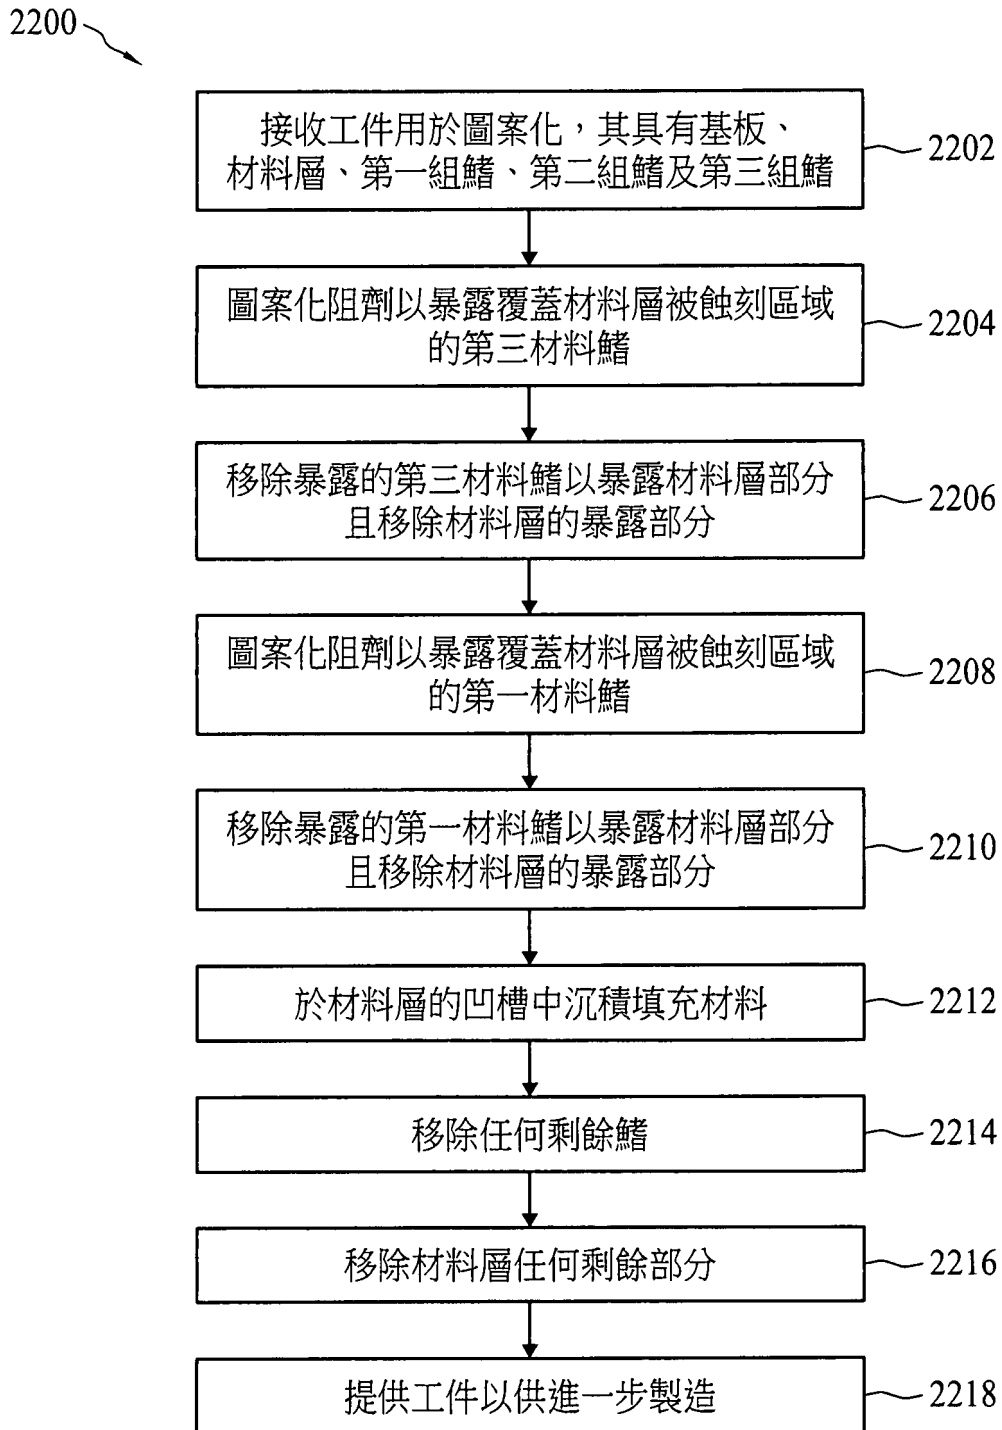 2200
接收工件用於圖案化，其具有基板、
材料層、第一組鰭、第二組鰭及第三組鰭
2202
圖案化阻劑以暴露覆蓋材料層被蝕刻區域
的第三材料鰭
2204
移除暴露的第三材料鰭以暴露材料層部分
且移除材料層的暴露部分
2206
圖案化阻劑以暴露覆蓋材料層被蝕刻區域
的第一材料鰭
2208
移除暴露的第一材料鰭以暴露材料層部分
且移除材料層的暴露部分
2210
於材料層的凹槽中沉積填充材料
2212
移除任何剩餘鰭
2214
移除材料層任何剩餘部分
2216
提供工件以供進一步製造
2218